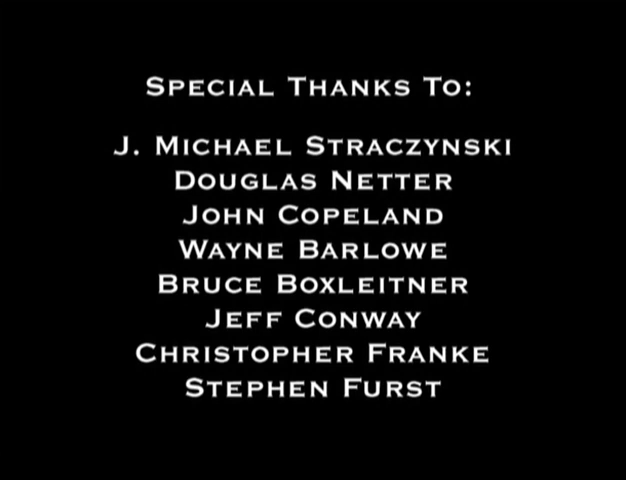 Special Thanks To:
J. Michael Straczynski
Douglas Netter
John Copeland
Wayne Barlowe
Bruce Boxleitner
Jeff Conway
Christopher Franke
Stephen Furst